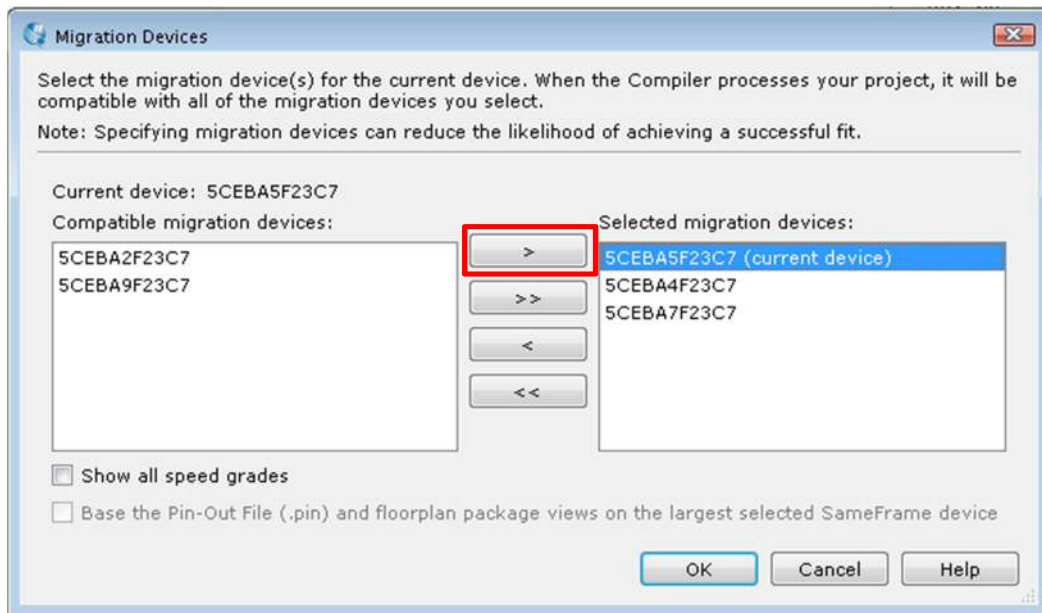 Migration Devices
Select the migration device(s) for the current device. When the Compiler processes your project, it will be
compatible with all of the migration devices you select.
Note: Specifying migration devices can reduce the likelihood of achieving a successful fit.
Current device: 5CEBA5F23C7
Compatible migration devices:
5CEBA2F23C7
5CEBA9F23C7
>
>>
<
<<
Selected migration devices:
5CEBA5F23C7 (current device)
5CEBA4F23C7
5CEBA7F23C7
Show all speed grades
Base the Pin-Out File (.pin) and floorplan package views on the largest selected SameFrame device
OK
Cancel
Help